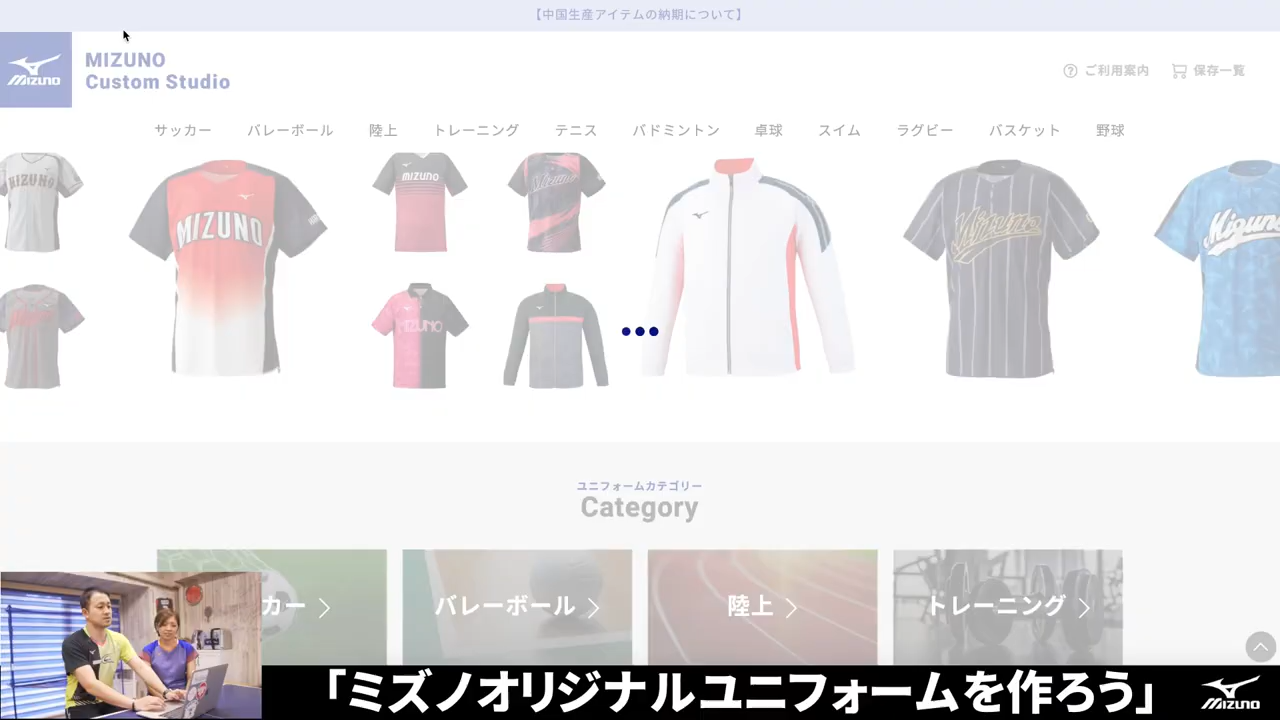 【中国生産アイテムの納期について】
MIZUNO
MIZUNO
Custom Studio
ご利用案内
保存一覧
サッカー
バレーボール
陸上
トレーニング
テニス
バドミントン
卓球
スイム
ラグビー
バスケット
野球
MIZUNO
MIZUNO
MIZUNO
Mizuno
Mizuno
Mizuno
MIZUNO
ユニフォームカテゴリー
Category
カー
バレーボール
陸上
トレーニング
「ミズノオリジナルユニフォームを作ろう」
MIZUNO